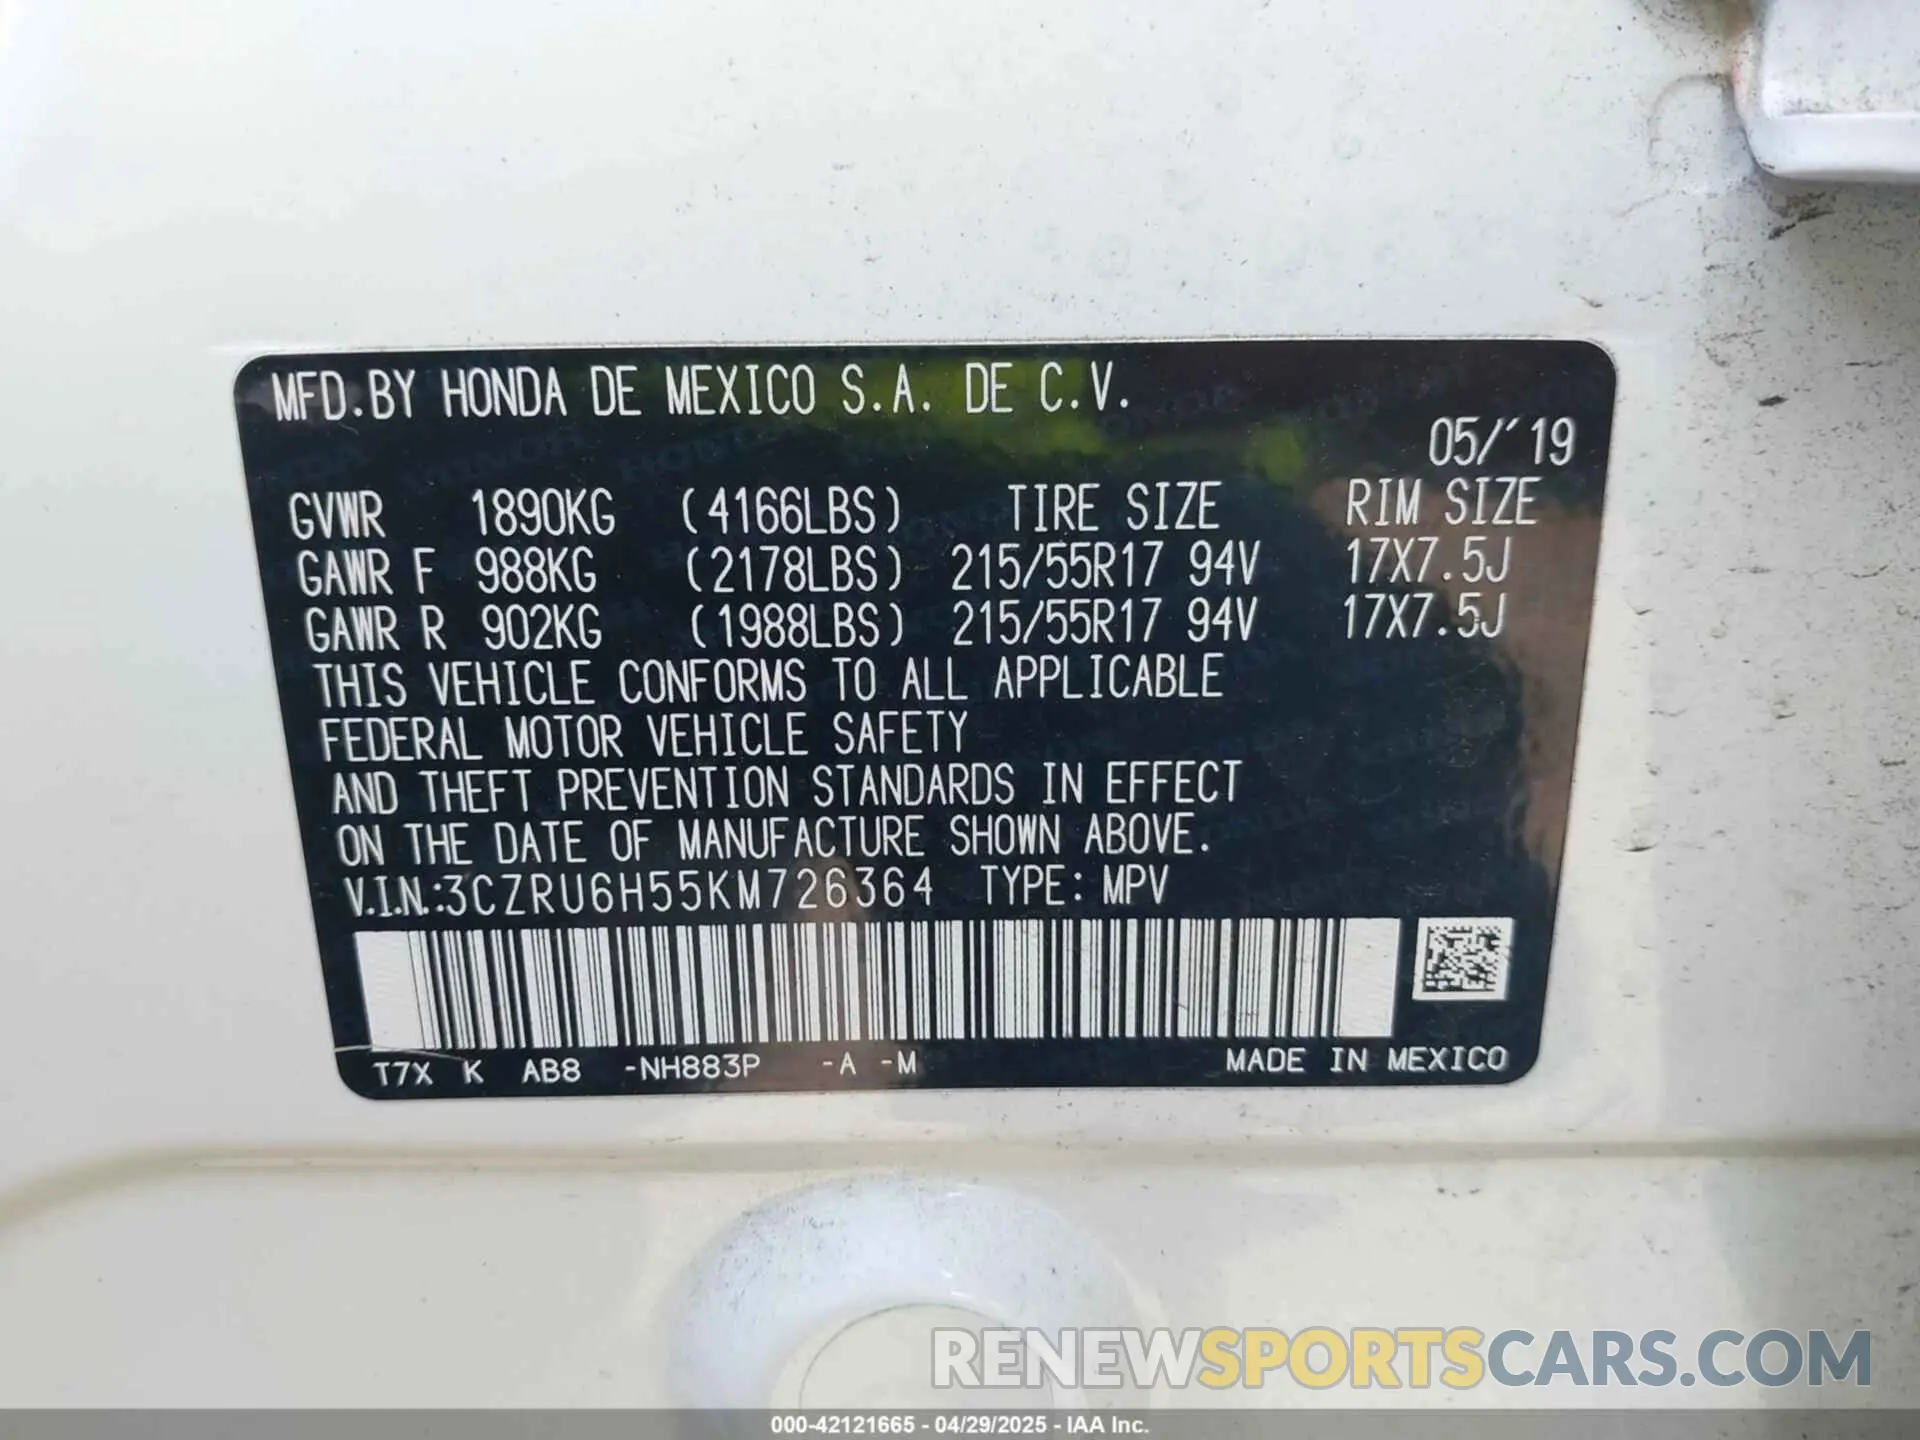 MFD.BY HONDA DE MEXICO S.A. DE C.V.
05/'19
GVWR 1890KG (4166LBS) TIRE SIZE RIM SIZE
GAWR F 988KG (2178LBS) 215/55R17 94V 17X7.5J
GAWR R 902KG (1988LBS) 215/55R17 94V 17X7.5J
THIS VEHICLE CONFORMS TO ALL APPLICABLE
FEDERAL MOTOR VEHICLE SAFETY
AND THEFT PREVENTION STANDARDS IN EFFECT
ON THE DATE OF MANUFACTURE SHOWN ABOVE.
V.I.N.:3CZRU6H55KM726364 TYPE: MPV
T7X K AB8 -NH883P -A -M MADE IN MEXICO
RENEWSPORTSCARS.COM
000-42121665 - 04/29/2025 - IAA Inc.